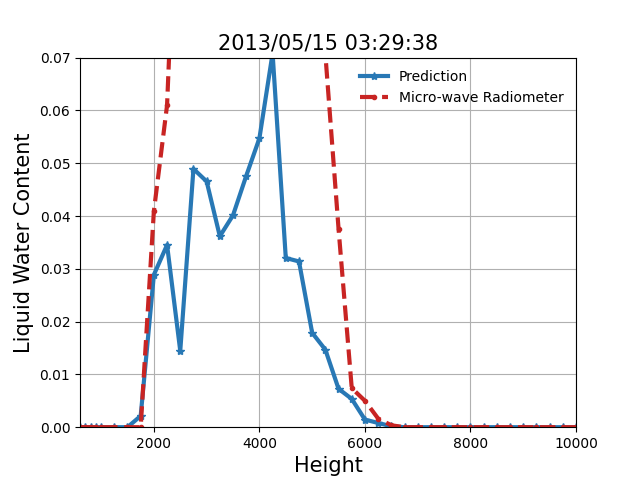 2013/05/15 03:29:38
Liquid Water Content
0.07
0.06
0.05
0.04
0.03
0.02
0.01
0.00
Prediction
Micro-wave Radiometer
2000 4000 6000 8000 10000
Height